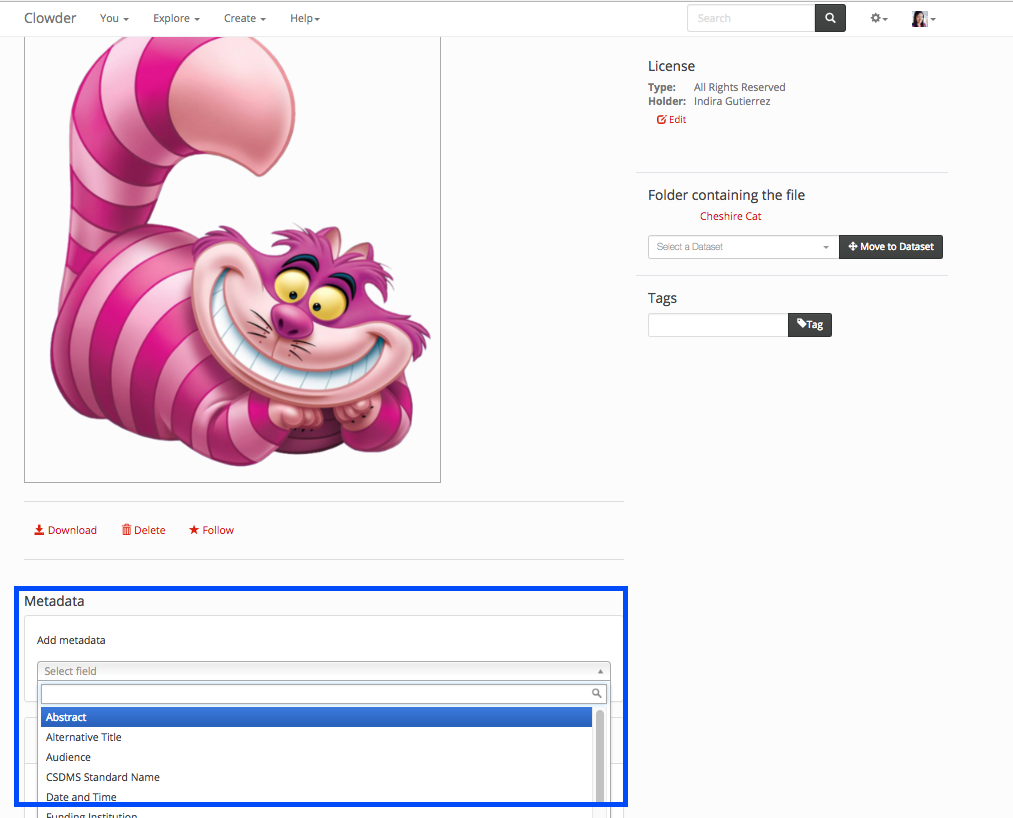 Clowder You Explore Create Help Search
License
Type: All Rights Reserved
Holder: Indira Gutierrez
Edit
Folder containing the file
Cheshire Cat
Select a Dataset Move to Dataset
Tags
Tag
Download Delete Follow
Metadata
Add metadata
Select field
Abstract
Alternative Title
Audience
CSDMS Standard Name
Date and Time
Funding Institution